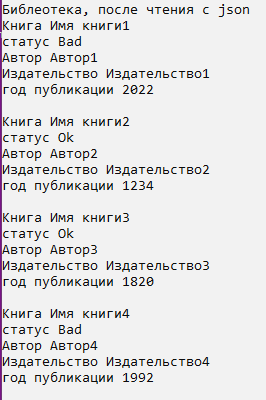 Библеотека, после чтения с json
Книга Имя книги1
статус Bad
Автор Автор1
Издательство Издательство1
год публикации 2022

Книга Имя книги2
статус Ok
Автор Автор2
Издательство Издательство2
год публикации 1234

Книга Имя книги3
статус Ok
Автор Автор3
Издательство Издательство3
год публикации 1820

Книга Имя книги4
статус Bad
Автор Автор4
Издательство Издательство4
год публикации 1992